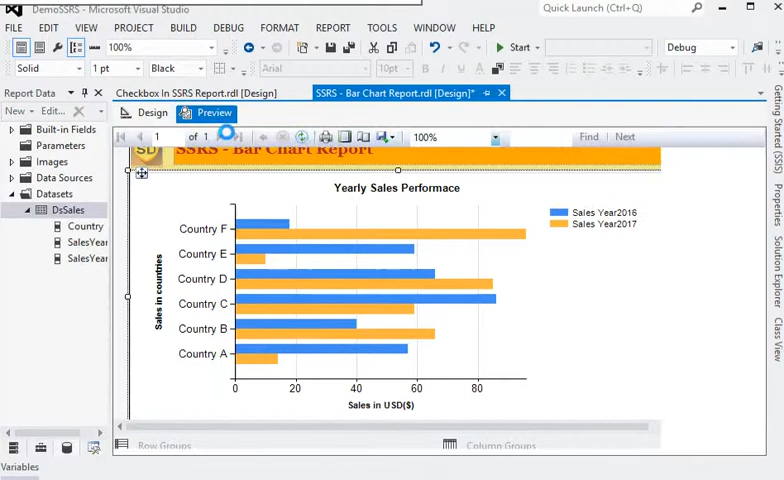 DemoSSRS - Microsoft Visual Studio
Quick Launch (Ctrl+Q)
FILE EDIT VIEW PROJECT BUILD DEBUG FORMAT REPORT TOOLS WINDOW HELP
100% Start Debug
Solid 1 pt Black Arial 10pt
Report Data
Checkbox In SSRS Report.rdl [Design] SSRS - Bar Chart Report.rdl [Design]*
New Edit...
Design Preview
Built-in Fields
Parameters
Images
Data Sources
Datasets
DsSales
Country
SalesYear
SalesYear
1 of 1 100% Find Next
SD SSRS - Bar Chart Report
Yearly Sales Performace
Sales Year2016
Sales Year2017
Sales in countries
Country F
Country E
Country D
Country C
Country B
Country A
0 20 40 60 80
Sales in USD($)
Row Groups Column Groups
Getting Started (SSIS)
Properties
Solution Explorer
Class View
Variables